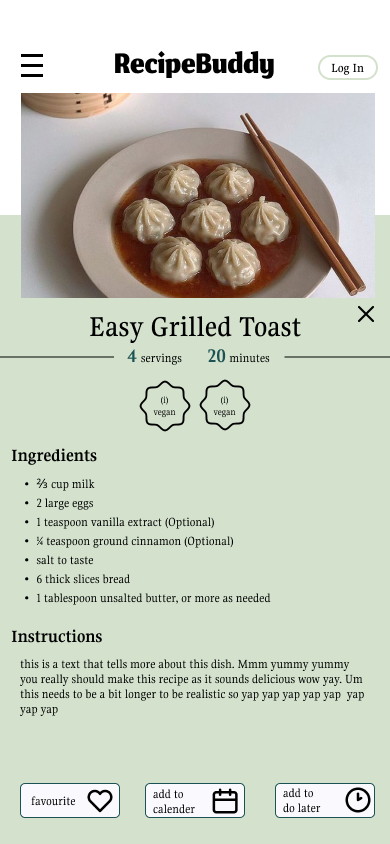 RecipeBuddy
Log In
Easy Grilled Toast
4 servings 20 minutes
(i)
vegan
(i)
vegan
Ingredients
• ⅔ cup milk
• 2 large eggs
• 1 teaspoon vanilla extract (Optional)
• ¼ teaspoon ground cinnamon (Optional)
• salt to taste
• 6 thick slices bread
• 1 tablespoon unsalted butter, or more as needed
Instructions
this is a text that tells more about this dish. Mmm yummy yummy
you really should make this recipe as it sounds delicious wow yay. Um
this needs to be a bit longer to be realistic so yap yap yap yap yap yap
yap yap
favourite
add to
calender
add to
do later